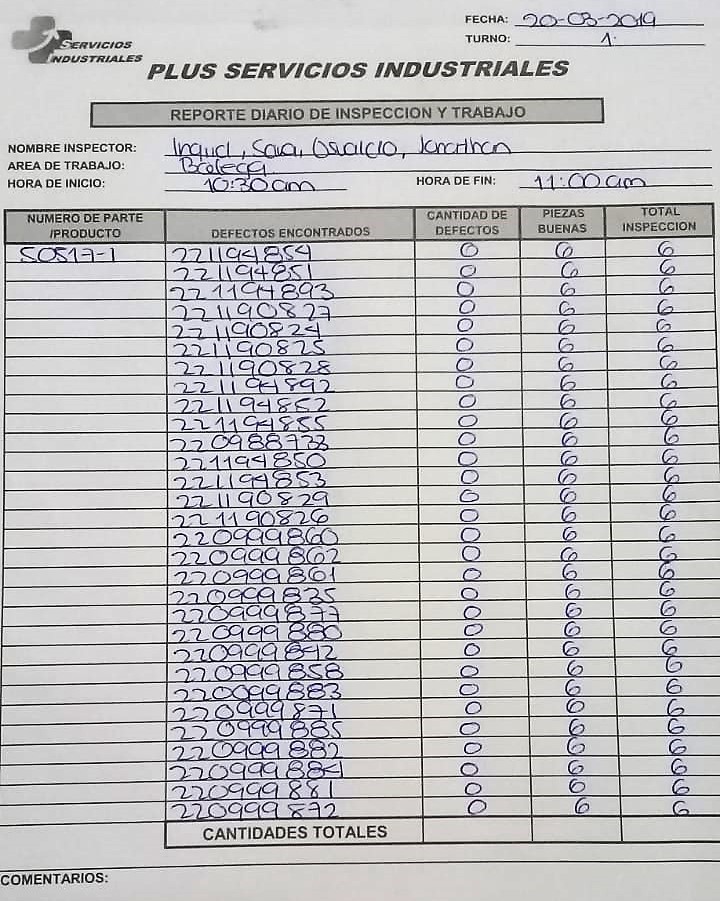 FECHA: 20-03-2019
TURNO: 1.
SERVICIOS
INDUSTRIALES
PLUS SERVICIOS INDUSTRIALES
REPORTE DIARIO DE INSPECCION Y TRABAJO
NOMBRE INSPECTOR: Ingrid, Sara, Osvaldo, Jonathan
AREA DE TRABAJO: Bodega
HORA DE INICIO: 10:30am HORA DE FIN: 11:00am
NUMERO DE PARTE /PRODUCTO DEFECTOS ENCONTRADOS CANTIDAD DE DEFECTOS PIEZAS BUENAS TOTAL INSPECCION
50517-1 221194854 0 6 6
221194851 0 6 6
221194893 0 6 6
221190827 0 6 6
221190824 0 6 6
221190825 0 6 6
221190828 0 6 6
221194892 0 6 6
221194852 0 6 6
221194855 0 6 6
220988733 0 6 6
221194850 0 6 6
221194853 0 6 6
221190829 0 6 6
221190826 0 6 6
220999860 0 6 6
220999862 0 6 6
220999861 0 6 6
220999835 0 6 6
220999877 0 6 6
220999880 0 6 6
220999842 0 6 6
220999858 0 6 6
220999883 0 6 6
220999871 0 6 6
220999885 0 6 6
220999882 0 6 6
220999884 0 6 6
220999881 0 6 6
220999872 0 6 6
CANTIDADES TOTALES
COMENTARIOS: